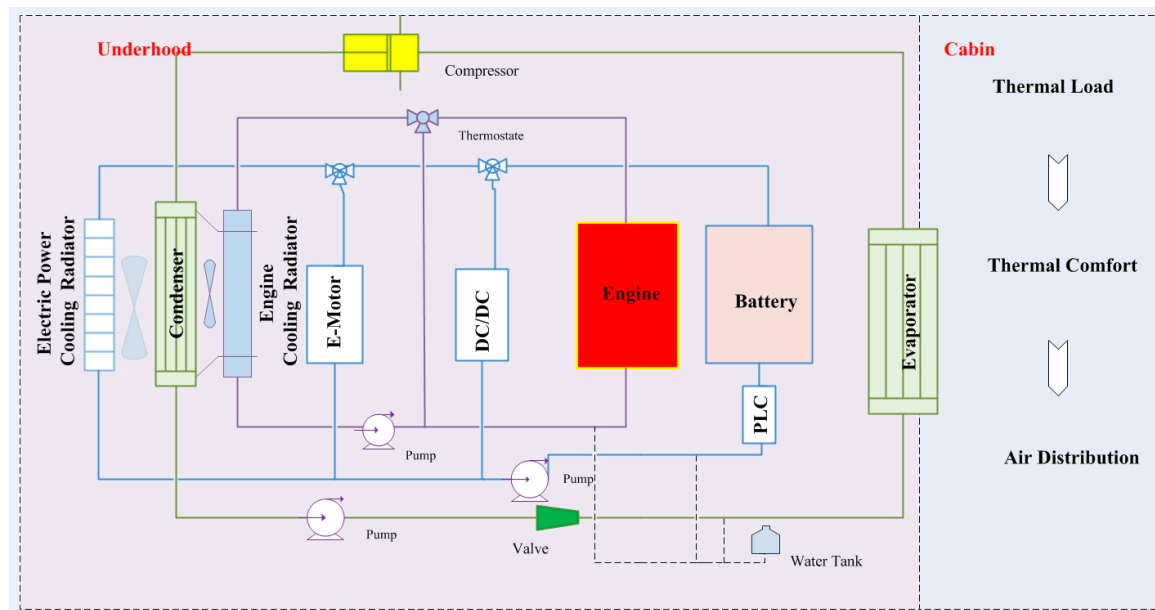 Underhood
Cabin
Compressor
Thermal Load
Thermostate
Electric Power
Cooling Radiator
Condenser
Engine
Cooling Radiator
E-Motor
DC/DC
Engine
Battery
Evaporator
Thermal Comfort
PLC
Pump
Pump
Air Distribution
Pump
Valve
Water Tank